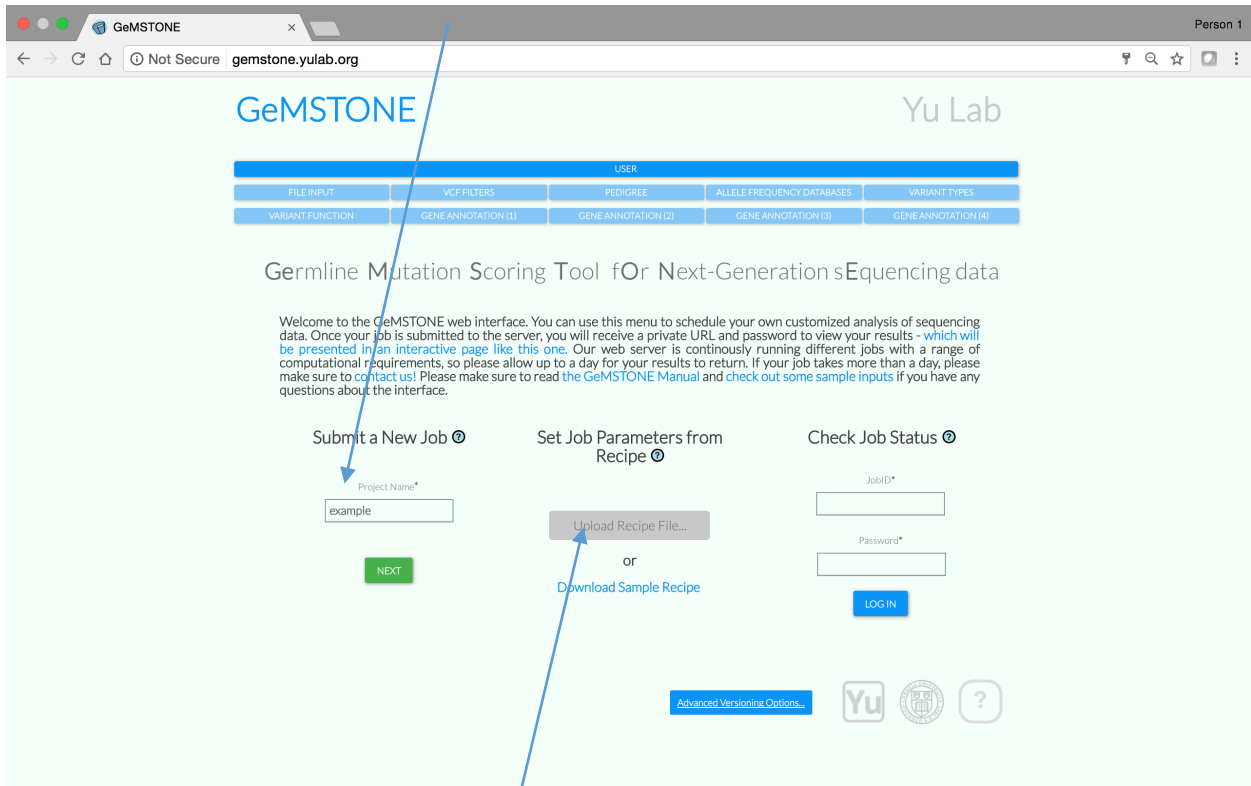 GeMSTONE
Person 1
Not Secure gemstone.yulab.org
GeMSTONE
Yu Lab
USER
FILE INPUT
VCF FILTERS
PEDIGREE
ALLELE FREQUENCY DATABASES
VARIANT TYPES
VARIANT FUNCTION
GENE ANNOTATION (1)
GENE ANNOTATION (2)
GENE ANNOTATION (3)
GENE ANNOTATION (4)
Germline Mutation Scoring Tool fOr Next-Generation sEquencing data
Welcome to the GeMSTONE web interface. You can use this menu to schedule your own customized analysis of sequencing
data. Once your job is submitted to the server, you will receive a private URL and password to view your results - which will
be presented in an interactive page like this one. Our web server is continously running different jobs with a range of
computational requirements, so please allow up to a day for your results to return. If your job takes more than a day, please
make sure to contact us! Please make sure to read the GeMSTONE Manual and check out some sample inputs if you have any
questions about the interface.
Submit a New Job ?
Project Name*
example
NEXT
Set Job Parameters from
Recipe ?
Upload Recipe File...
or
Download Sample Recipe
Check Job Status ?
JobID*
Password*
LOG IN
Advanced Versioning Options...
Yu
?